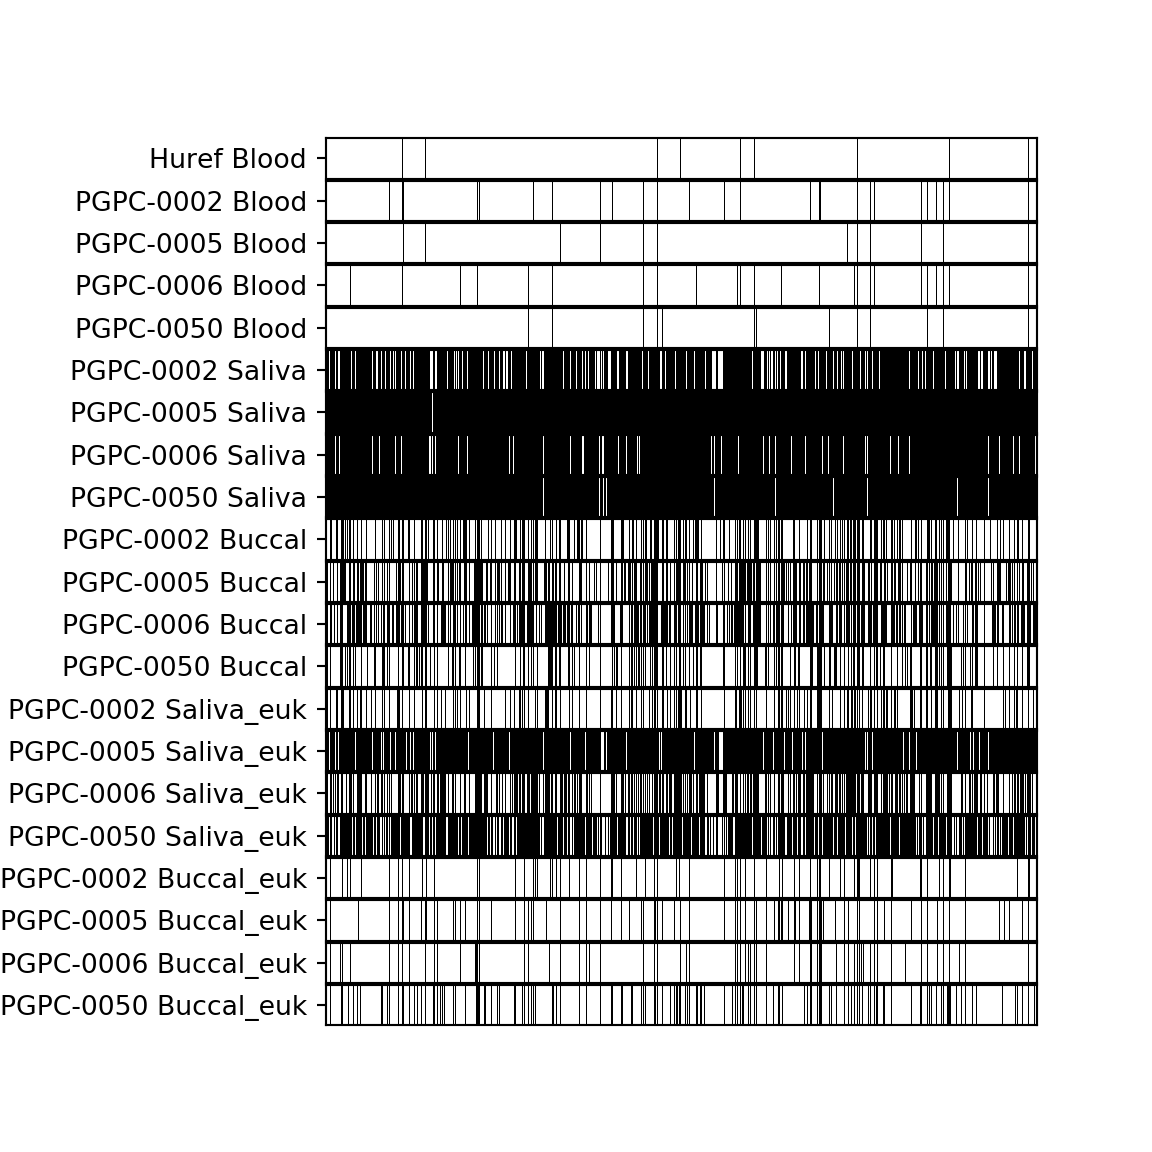 Huref Blood
PGPC-0002 Blood
PGPC-0005 Blood
PGPC-0006 Blood
PGPC-0050 Blood
PGPC-0002 Saliva
PGPC-0005 Saliva
PGPC-0006 Saliva
PGPC-0050 Saliva
PGPC-0002 Buccal
PGPC-0005 Buccal
PGPC-0006 Buccal
PGPC-0050 Buccal
PGPC-0002 Saliva_euk
PGPC-0005 Saliva_euk
PGPC-0006 Saliva_euk
PGPC-0050 Saliva_euk
PGPC-0002 Buccal_euk
PGPC-0005 Buccal_euk
PGPC-0006 Buccal_euk
PGPC-0050 Buccal_euk